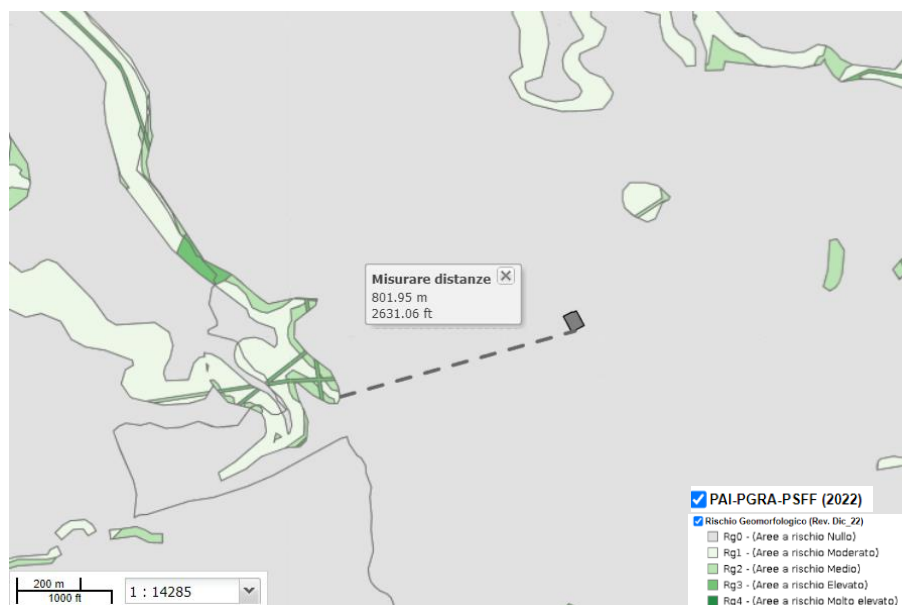 Misurare distanze
801.95 m
2631.06 ft
PAI-PGRA-PSFF (2022)
Rischio Geomorfologico (Rev. Dic_22)
Rg0 - (Aree a rischio Nullo)
Rg1 - (Aree a rischio Moderato)
Rg2 - (Aree a rischio Medio)
Rg3 - (Aree a rischio Elevato)
Rg4 - (Aree a rischio Molto elevato)
200 m
1000 ft
1 : 14285